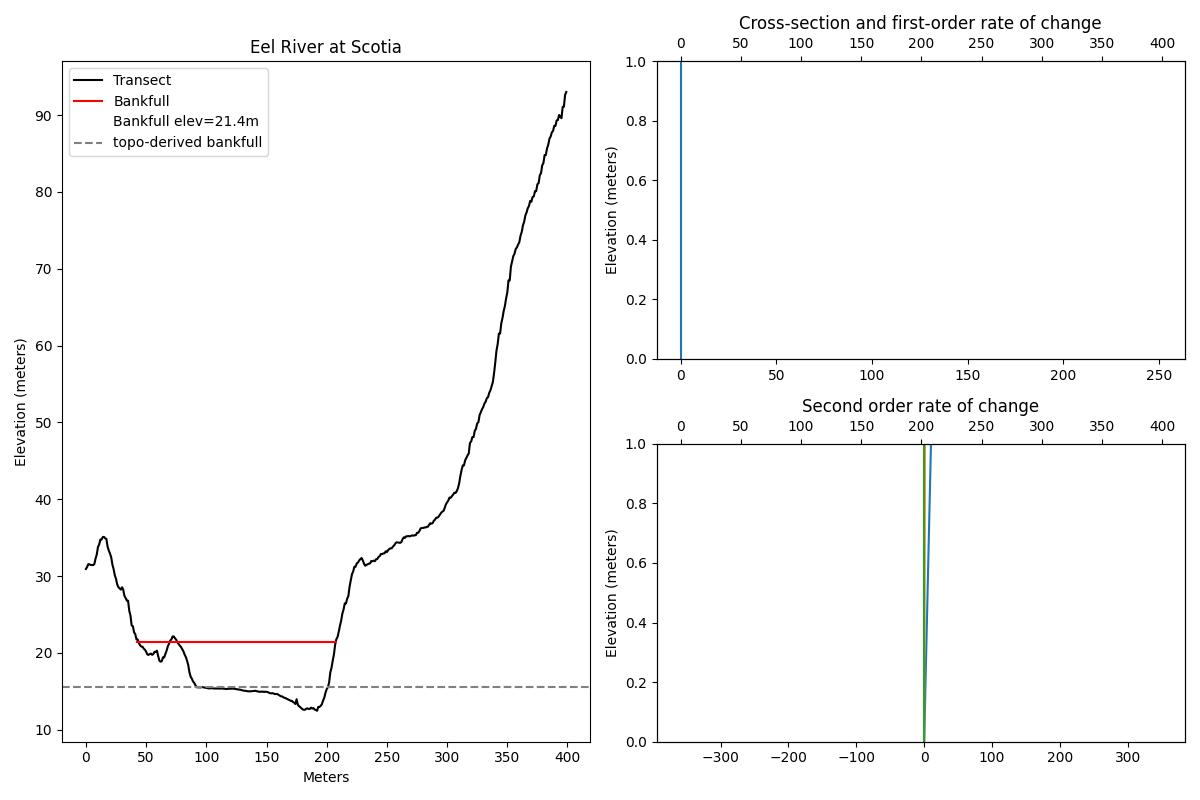 Eel River at Scotia
Transect
Bankfull
Bankfull elev=21.4m
topo-derived bankfull
Elevation (meters)
90
80
70
60
50
40
30
20
10
0 50 100 150 200 250 300 350 400
Meters
Cross-section and first-order rate of change
0 50 100 150 200 250 300 350 400
Elevation (meters)
1.0
0.8
0.6
0.4
0.2
0.0
0 50 100 150 200 250
Second order rate of change
0 50 100 150 200 250 300 350 400
Elevation (meters)
1.0
0.8
0.6
0.4
0.2
0.0
−300 −200 −100 0 100 200 300